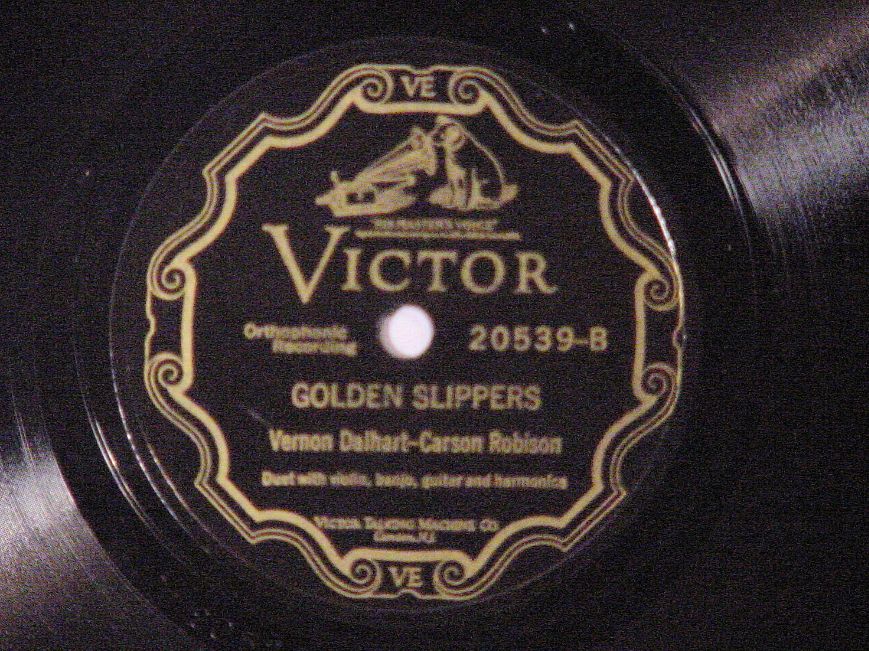 VE
"HIS MASTER'S VOICE"
VICTOR
Orthophonic
Recording
20539-B
GOLDEN SLIPPERS
Vernon Dalhart-Carson Robison
Duet with violin, banjo, guitar and harmonica
VICTOR TALKING MACHINE CO.
Camden, N.J.
VE